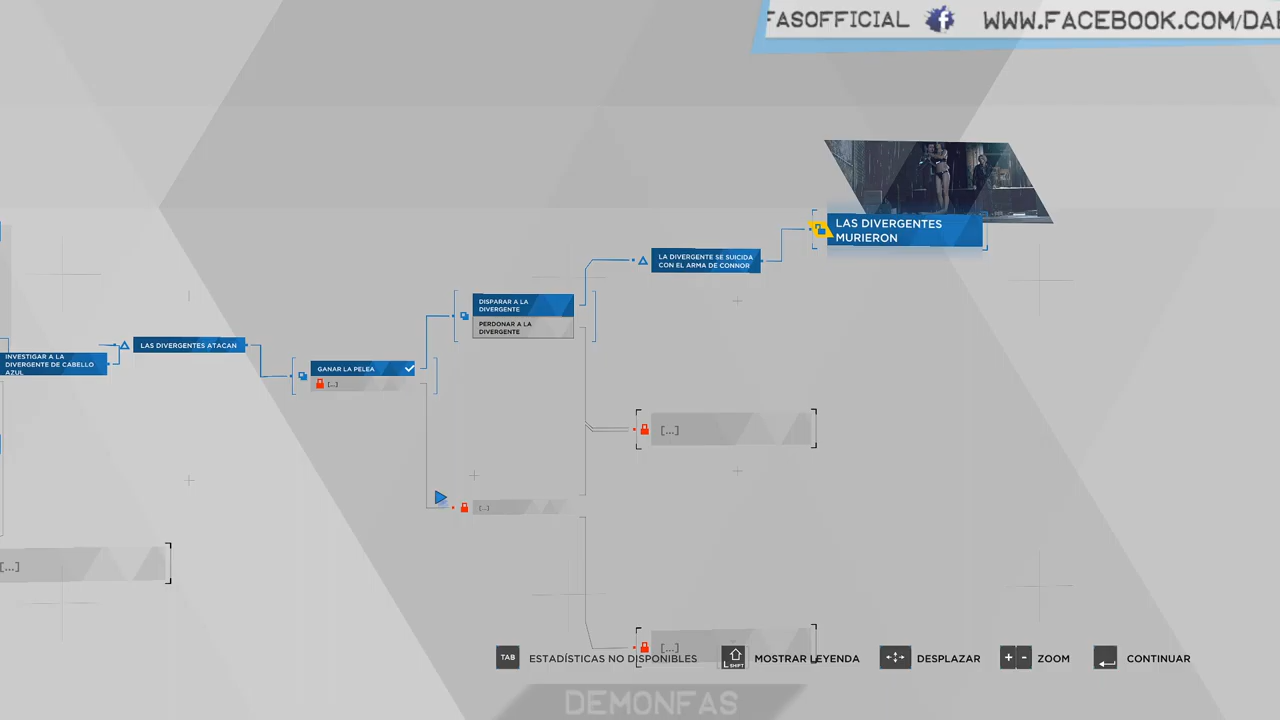 FASOFFICIAL WWW.FACEBOOK.COM/DAE
LAS DIVERGENTES
MURIERON
LA DIVERGENTE SE SUICIDA
CON EL ARMA DE CONNOR
DISPARAR A LA
DIVERGENTE
PERDONAR A LA
DIVERGENTE
LAS DIVERGENTES ATACAN
INVESTIGAR A LA
DIVERGENTE DE CABELLO
AZUL
GANAR LA PELEA
[...]
[...]
[...]
[...]
[...]
TAB ESTADÍSTICAS NO DISPONIBLES L SHIFT MOSTRAR LEYENDA DESPLAZAR + - ZOOM CONTINUAR
DEMONFAS